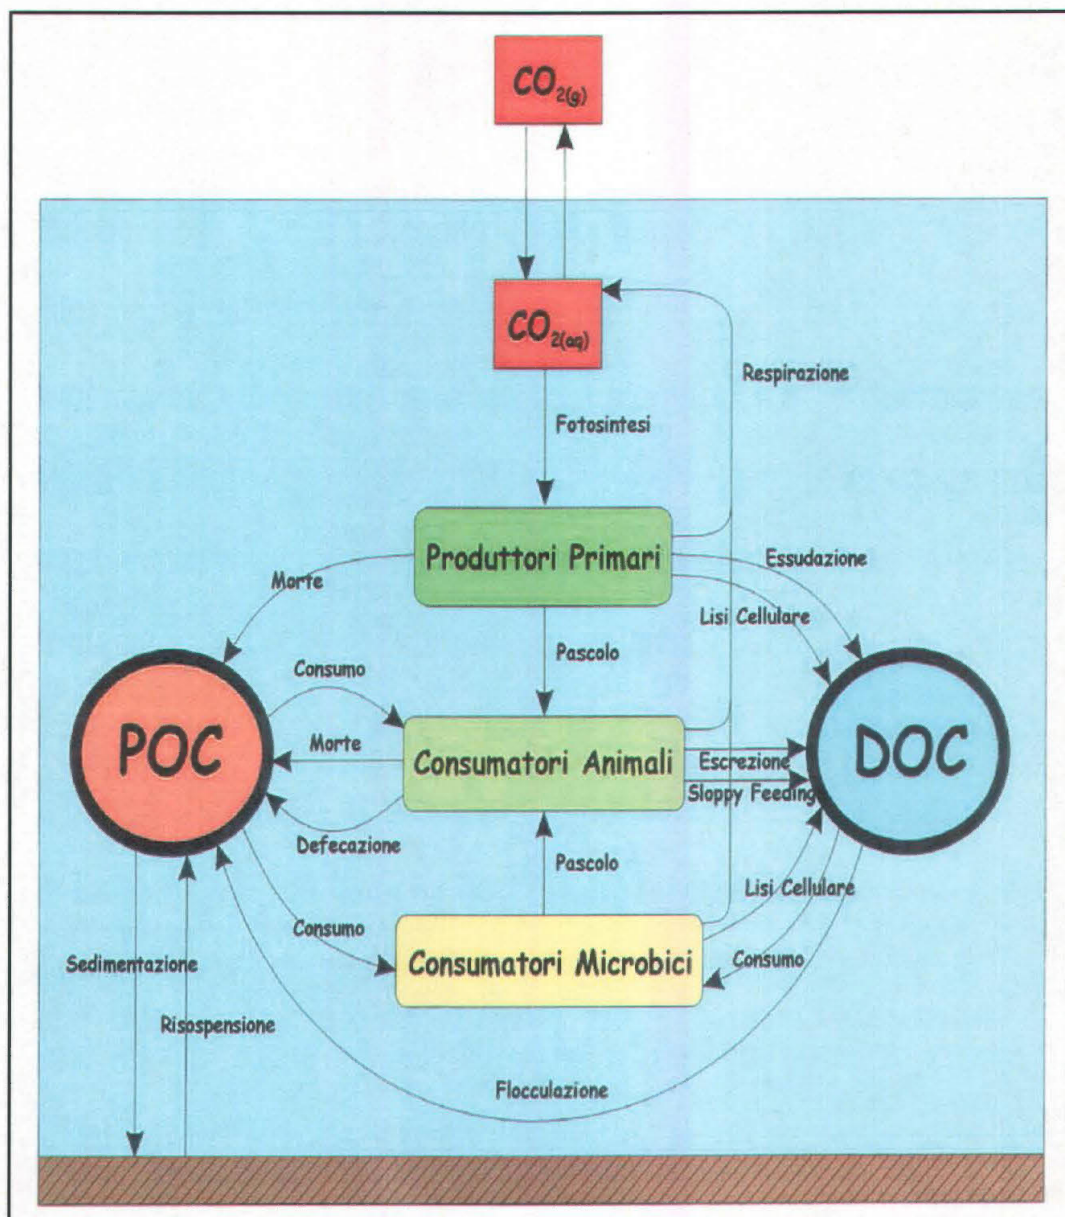 CO2(g)
CO2(aq)
Respirazione
Fotosintesi
Produttori Primari
Essudazione
Morte
Lisi Cellulare
Pascolo
Consumo
POC
DOC
Morte
Consumatori Animali
Escrezione
Sloppy Feeding
Defecazione
Pascolo
Lisi Cellulare
Consumo
Consumatori Microbici
Consumo
Sedimentazione
Risospensione
Flocculazione